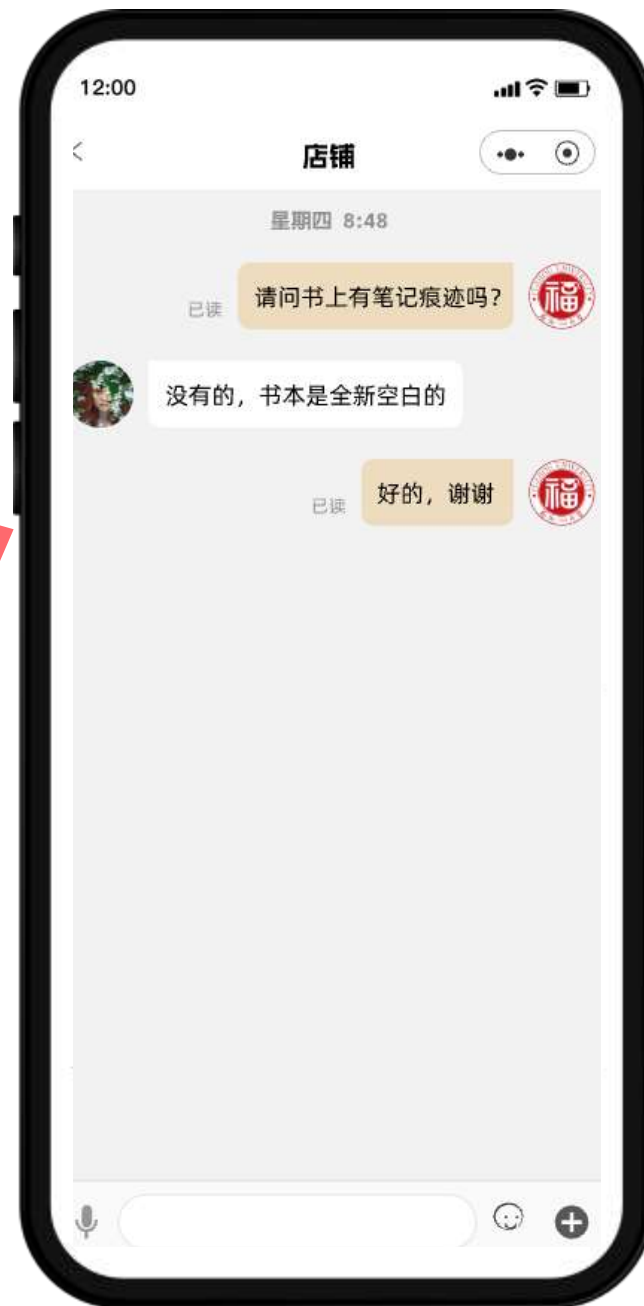 12:00
店铺
星期四 8:48
请问书上有笔记痕迹吗?
已读
福
没有的，书本是全新空白的
好的，谢谢
已读
福